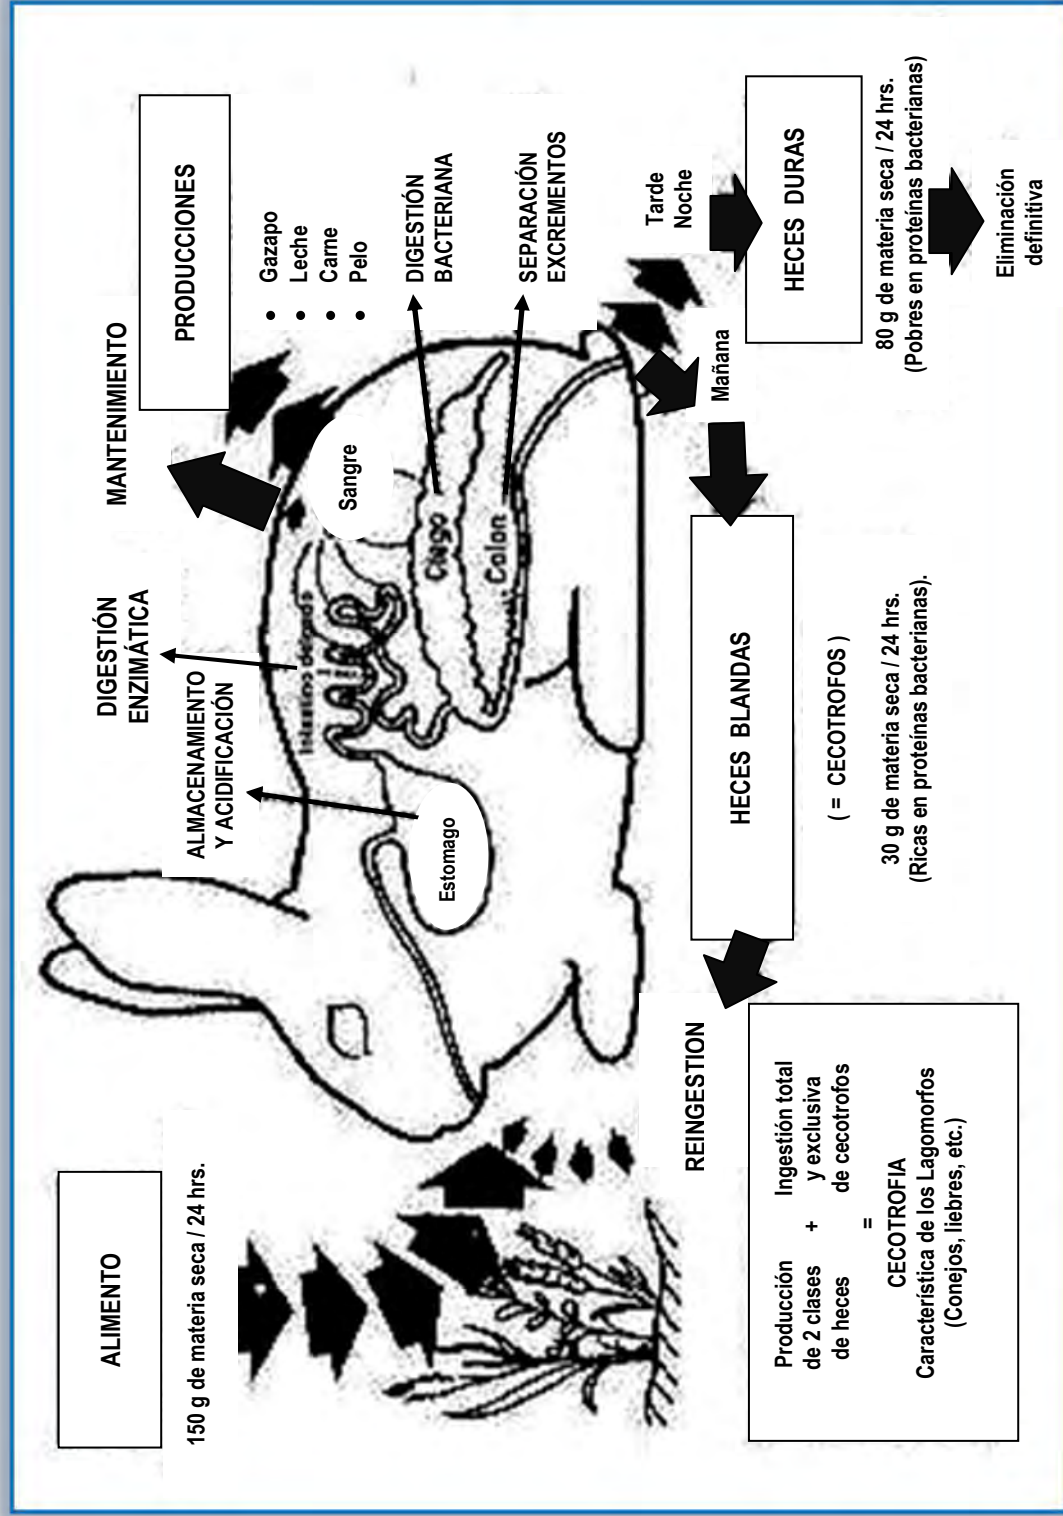 ALIMENTO
150 g de materia seca / 24 hrs.
ALMACENAMIENTO
Y ACIDIFICACIÓN
DIGESTIÓN
ENZIMÁTICA
MANTENIMIENTO
PRODUCCIONES
• Gazapo
• Leche
• Carne
• Pelo
DIGESTIÓN
BACTERIANA
SEPARACIÓN
EXCREMENTOS
Estomago
Intestino delgado
Sangre
Ciego
Colon
Tarde
Noche
Mañana
HECES DURAS
80 g de materia seca / 24 hrs.
(Pobres en proteínas bacterianas)
Eliminación
definitiva
HECES BLANDAS
( = CECOTROFOS )
30 g de materia seca / 24 hrs.
(Ricas en proteínas bacterianas).
REINGESTION
Producción Ingestión total
de 2 clases + y exclusiva
de heces de cecotrofos
=
CECOTROFIA
Característica de los Lagomorfos
(Conejos, liebres, etc.)